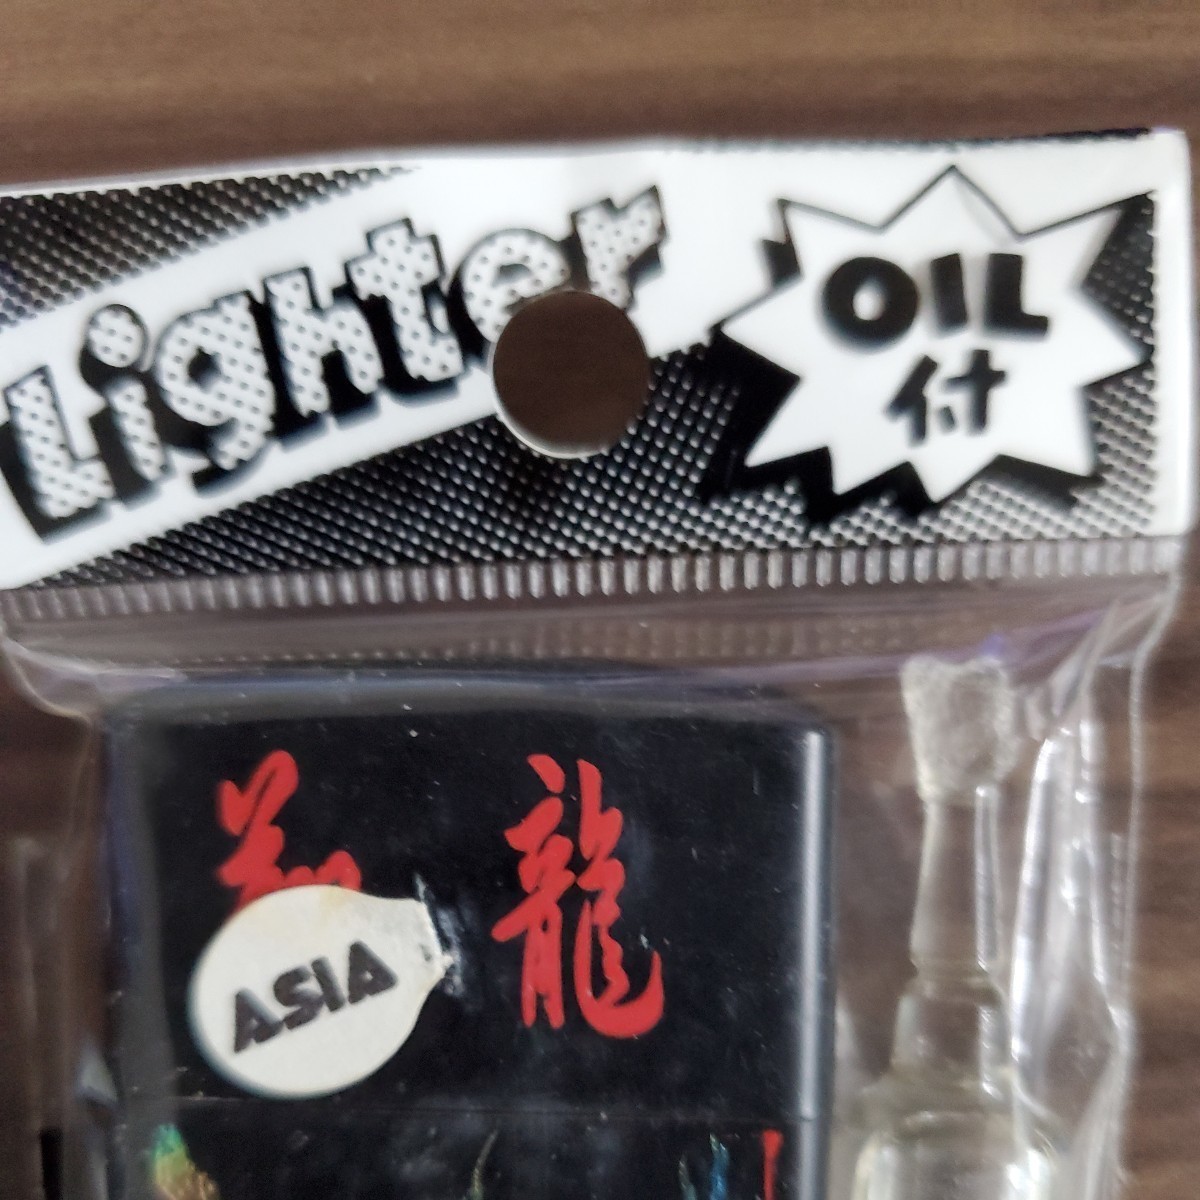 Lighter
OIL
付
龍
ASIA